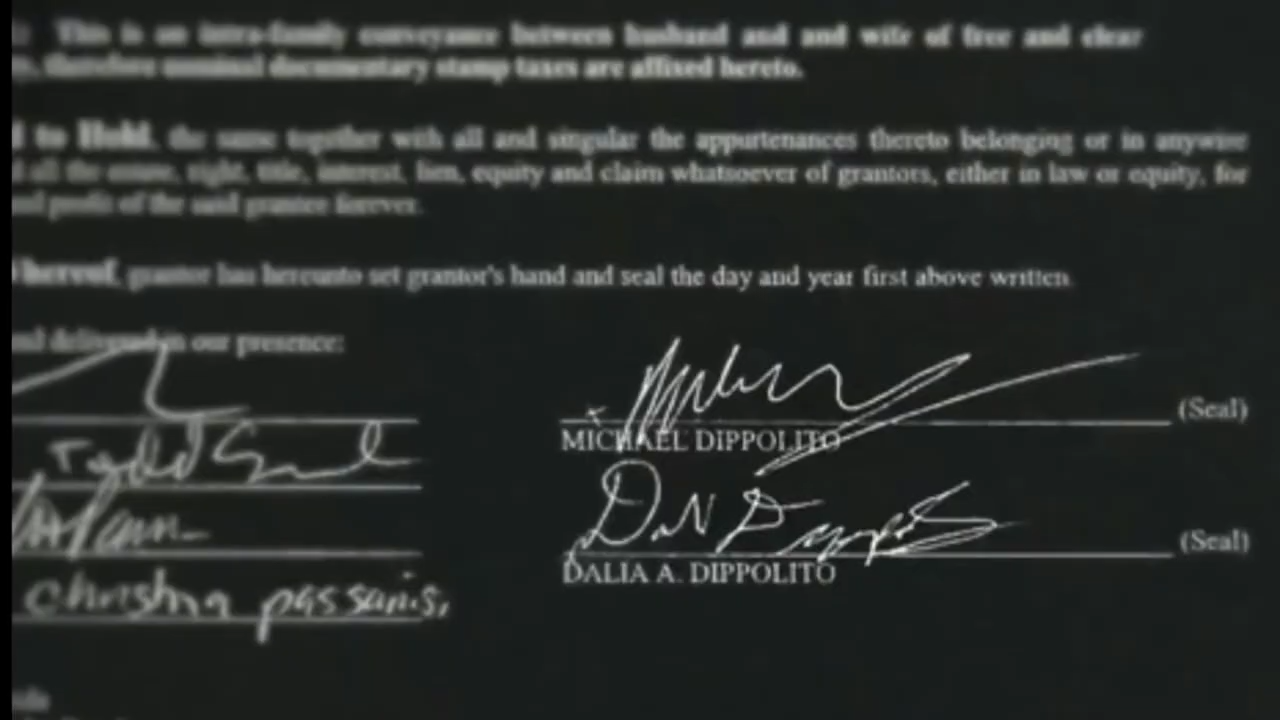 This is an intra-family conveyance between husband and and wife of free and clear
, therefore nominal documentary stamp taxes are affixed hereto.
to Hold, the same together with all and singular the appurtenances thereto belonging or in anywise
all the estate, right, title, interest, lien, equity and claim whatsoever of grantors, either in law or equity, for
profit of the said grantee forever.
hereof, grantor has hereunto set grantor's hand and seal the day and year first above written.
delivered in our presence:
(Seal)
MICHAEL DIPPOLITO
Todd
(Seal)
DALIA A. DIPPOLITO
christina passanisi